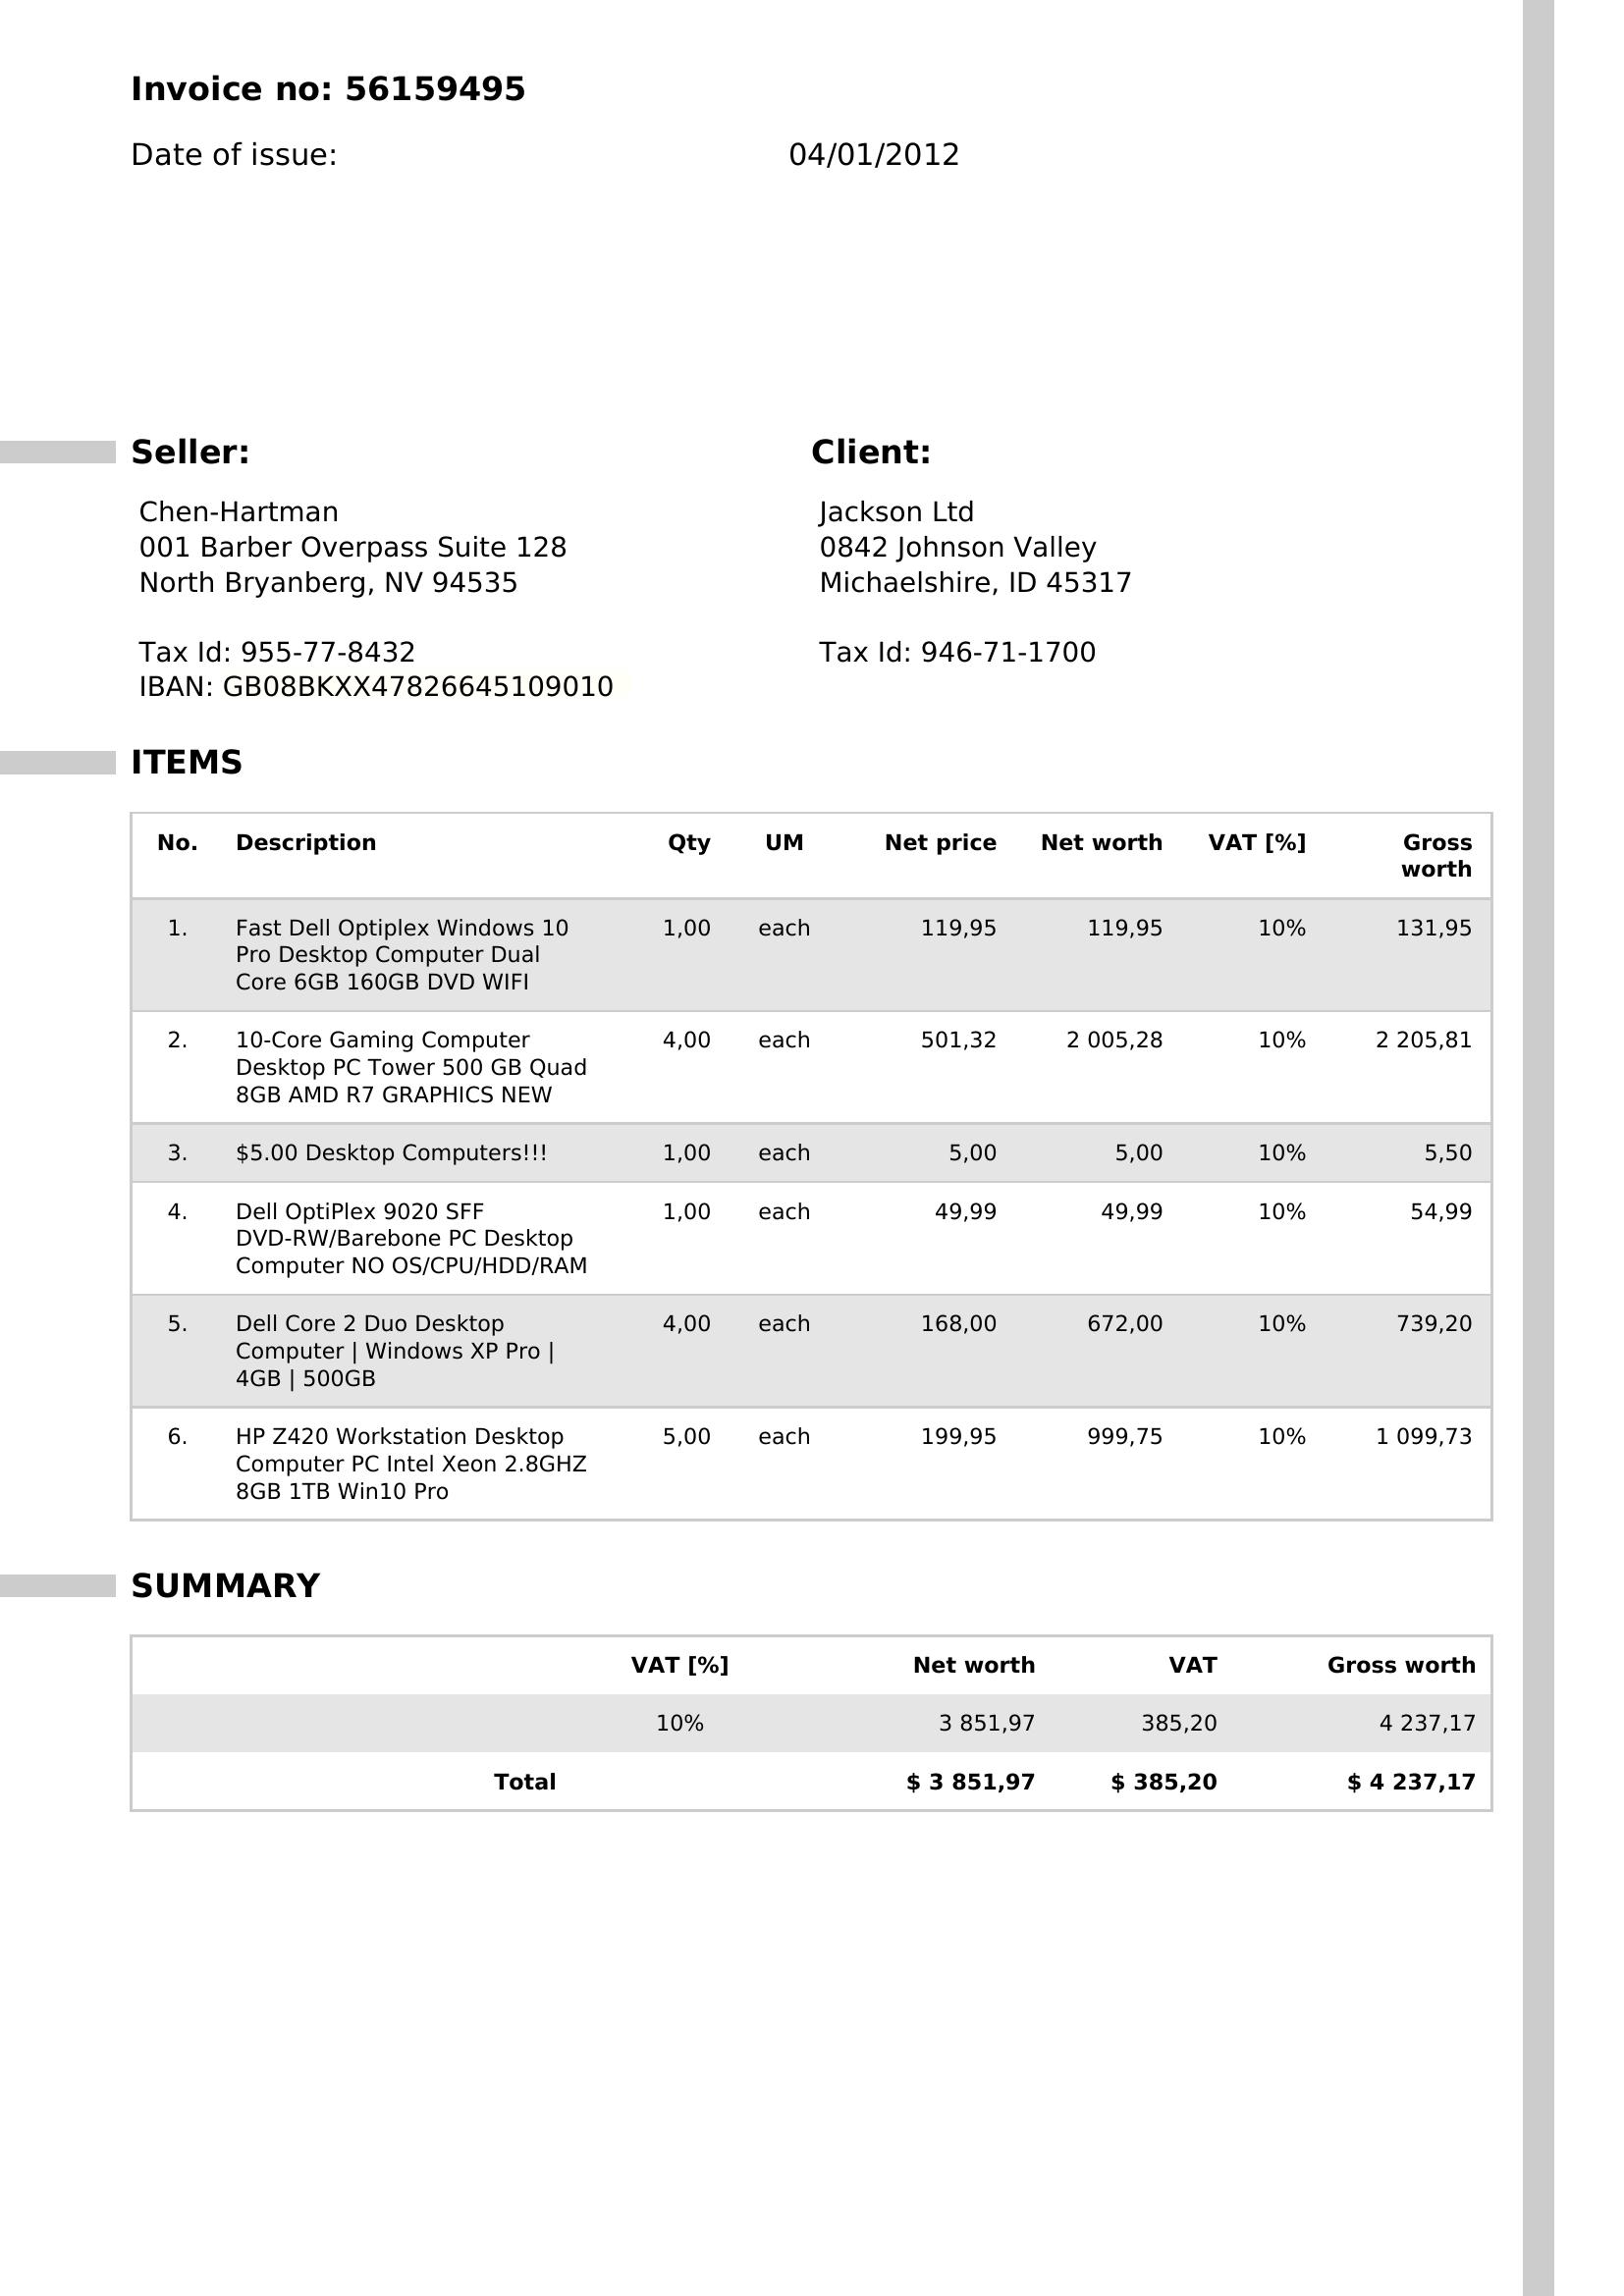 Invoice no: 56159495
Date of issue: 04/01/2012
Seller: Client:
Chen-Hartman Jackson Ltd
001 Barber Overpass Suite 128 0842 Johnson Valley
North Bryanberg, NV 94535 Michaelshire, ID 45317
Tax Id: 955-77-8432 Tax Id: 946-71-1700
IBAN: GB08BKXX47826645109010
ITEMS
No. Description Qty UM Net price Net worth VAT [%] Gross
worth
1. Fast Dell Optiplex Windows 10 1,00 each 119,95 119,95 10% 131,95
Pro Desktop Computer Dual
Core 6GB 160GB DVD WIFI
2. 10-Core Gaming Computer 4,00 each 501,32 2 005,28 10% 2 205,81
Desktop PC Tower 500 GB Quad
8GB AMD R7 GRAPHICS NEW
3. $5.00 Desktop Computers!!! 1,00 each 5,00 5,00 10% 5,50
4. Dell OptiPlex 9020 SFF 1,00 each 49,99 49,99 10% 54,99
DVD-RW/Barebone PC Desktop
Computer NO OS/CPU/HDD/RAM
5. Dell Core 2 Duo Desktop 4,00 each 168,00 672,00 10% 739,20
Computer | Windows XP Pro |
4GB | 500GB
6. HP Z420 Workstation Desktop 5,00 each 199,95 999,75 10% 1 099,73
Computer PC Intel Xeon 2.8GHZ
8GB 1TB Win10 Pro
SUMMARY
VAT [%] Net worth VAT Gross worth
10% 3 851,97 385,20 4 237,17
Total $ 3 851,97 $ 385,20 $ 4 237,17